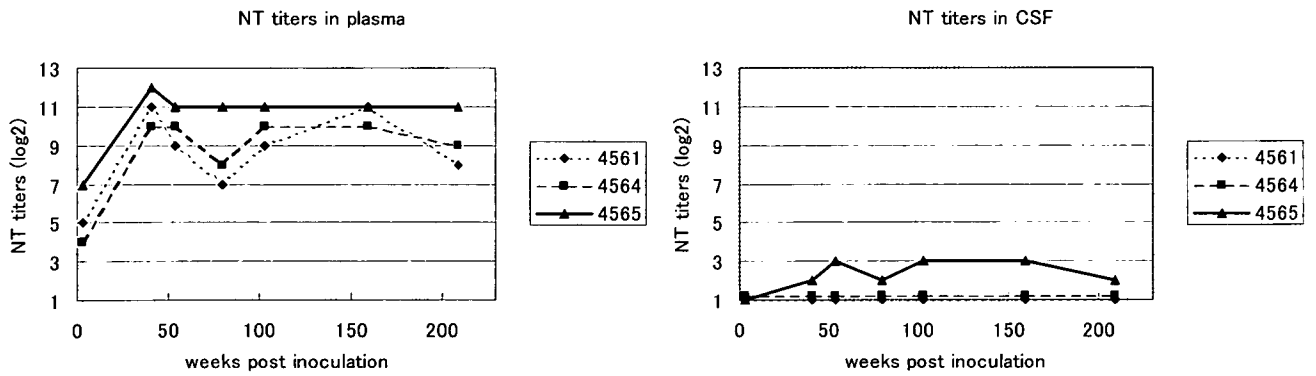 NT titers in plasma
NT titers (log2)
13
11
9
7
5
3
1
0 50 100 150 200
weeks post inoculation
4561
4564
4565
NT titers in CSF
NT titers (log2)
13
11
9
7
5
3
1
0 50 100 150 200
weeks post inoculation
4561
4564
4565